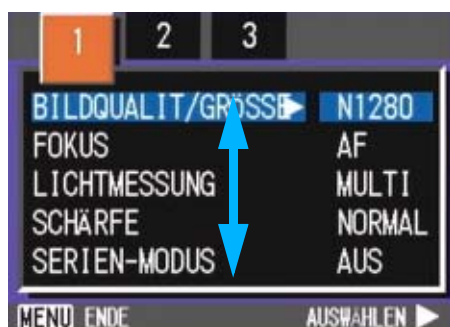 1 2 3
BILDQUALIT/GRÖSSE N1280
FOKUS AF
LICHTMESSUNG MULTI
SCHÄRFE NORMAL
SERIEN-MODUS AUS
MENU ENDE AUSWÄHLEN